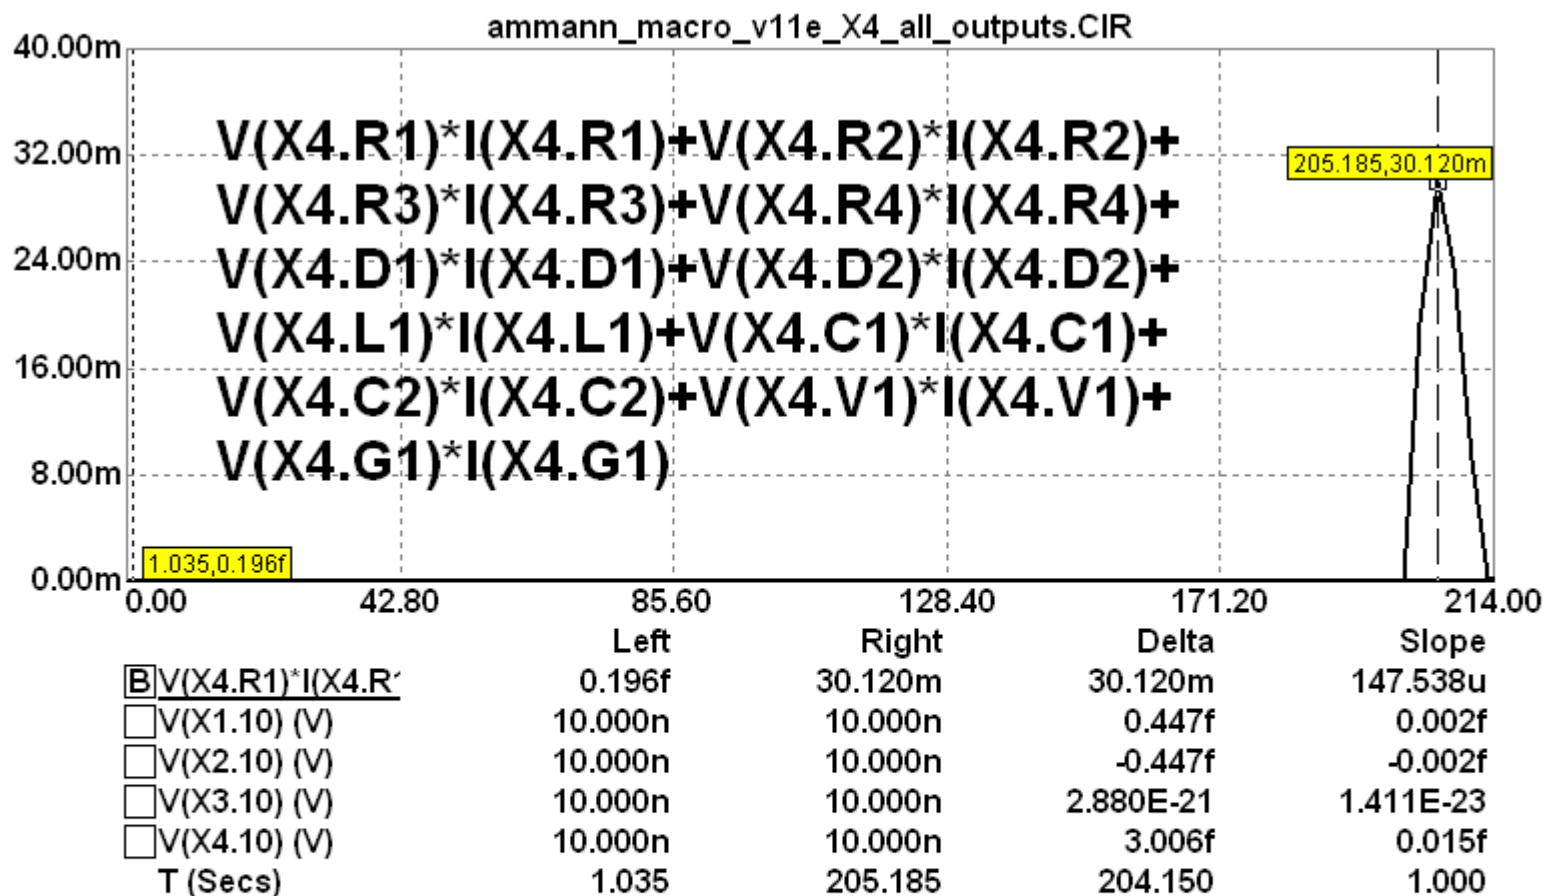 ammann_macro_v11e_X4_all_outputs.CIR
40.00m
32.00m
24.00m
16.00m
8.00m
0.00m
V(X4.R1)*I(X4.R1)+V(X4.R2)*I(X4.R2)+
V(X4.R3)*I(X4.R3)+V(X4.R4)*I(X4.R4)+
V(X4.D1)*I(X4.D1)+V(X4.D2)*I(X4.D2)+
V(X4.L1)*I(X4.L1)+V(X4.C1)*I(X4.C1)+
V(X4.C2)*I(X4.C2)+V(X4.V1)*I(X4.V1)+
V(X4.G1)*I(X4.G1)
205.185,30.120m
1.035,0.196f
0.00 42.80 85.60 128.40 171.20 214.00
Left Right Delta Slope
B V(X4.R1)*I(X4.R1 0.196f 30.120m 30.120m 147.538u
V(X1.10) (V) 10.000n 10.000n 0.447f 0.002f
V(X2.10) (V) 10.000n 10.000n -0.447f -0.002f
V(X3.10) (V) 10.000n 10.000n 2.880E-21 1.411E-23
V(X4.10) (V) 10.000n 10.000n 3.006f 0.015f
T (Secs) 1.035 205.185 204.150 1.000